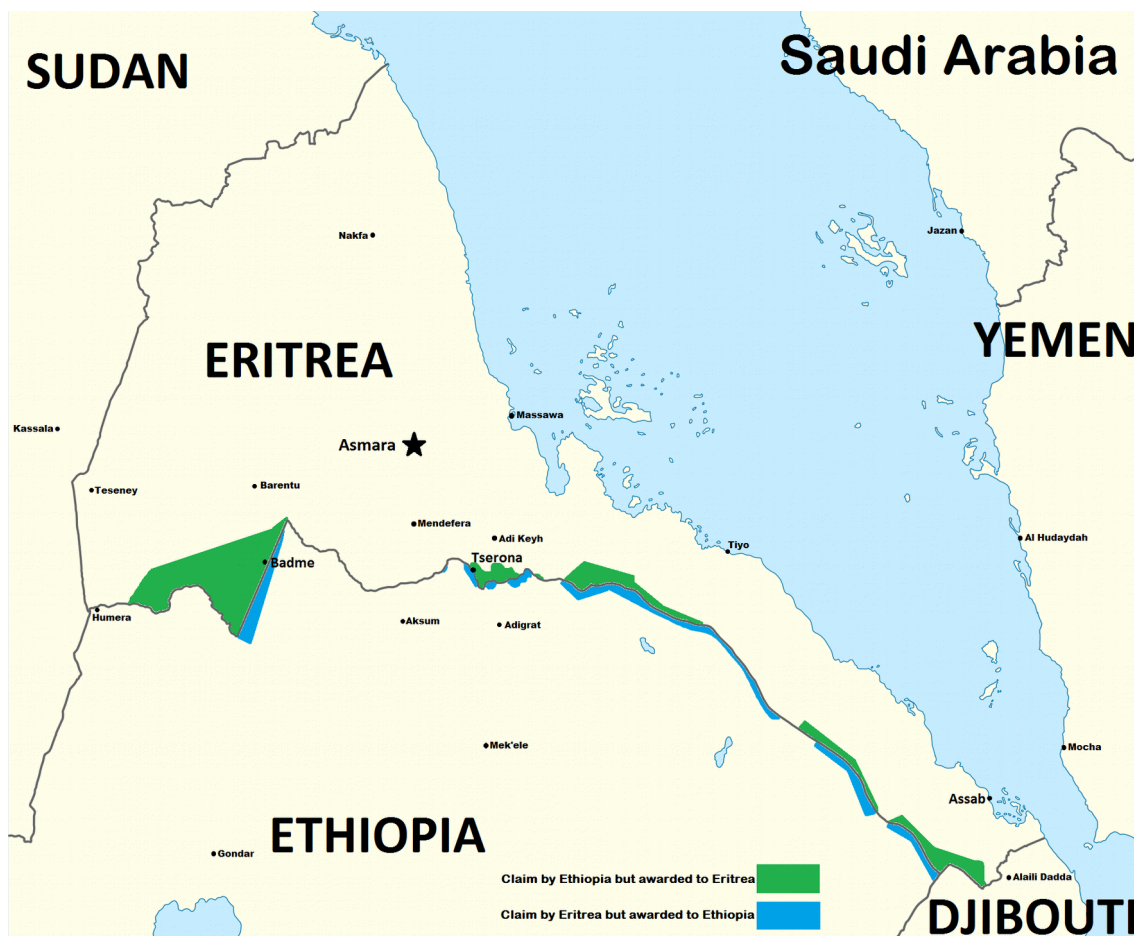 SUDAN
Saudi Arabia
Nakfa
Jazan
YEMEN
ERITREA
Massawa
Kassala
Asmara
Teseney
Barentu
Mendefera
Adi Keyh
Al Hudaydah
Tiyo
Tserona
Badme
Humera
Aksum
Adigrat
Mek'ele
Mocha
Assab
ETHIOPIA
Gondar
Claim by Ethiopia but awarded to Eritrea
Alaili Dadda
Claim by Eritrea but awarded to Ethiopia
DJIBOUTI